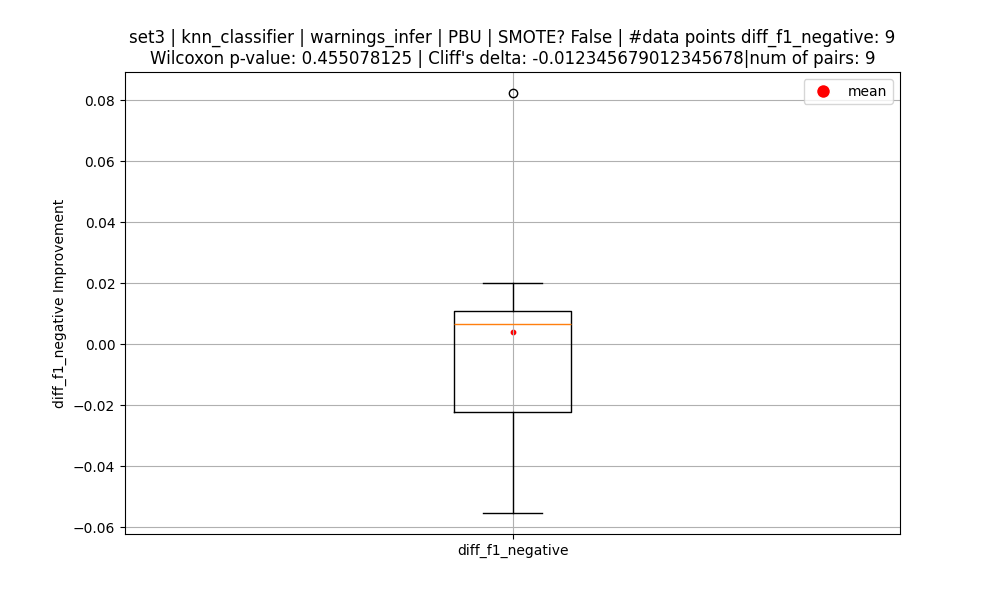 set3 | knn_classifier | warnings_infer | PBU | SMOTE? False | #data points diff_f1_negative: 9
Wilcoxon p-value: 0.455078125 | Cliff's delta: -0.012345679012345678|num of pairs: 9
mean
0.08
0.06
0.04
0.02
0.00
−0.02
−0.04
−0.06
diff_f1_negative Improvement
diff_f1_negative